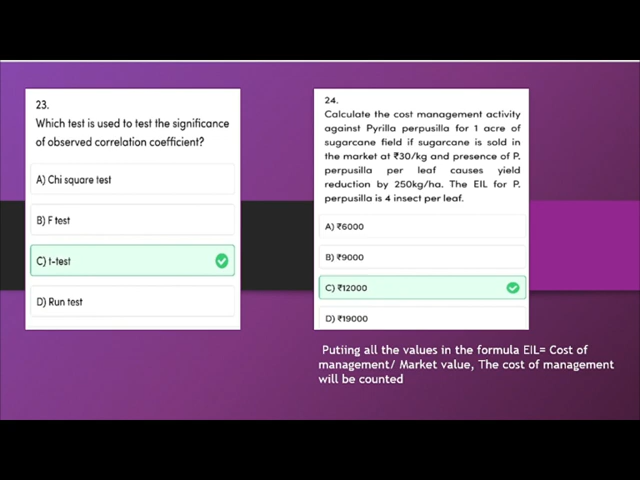 23.
Which test is used to test the significance
of observed correlation coefficient?
A) Chi square test
B) F test
C) t-test
D) Run test
24.
Calculate the cost management activity
against Pyrilla perpusilla for 1 acre of
sugarcane field if sugarcane is sold in
the market at ₹30/kg and presence of P.
perpusilla per leaf causes yield
reduction by 250kg/ha. The EIL for P.
perpusilla is 4 insect per leaf.
A) ₹6000
B) ₹9000
C) ₹12000
D) ₹19000
Putiing all the values in the formula EIL= Cost of
management/ Market value, The cost of management
will be counted